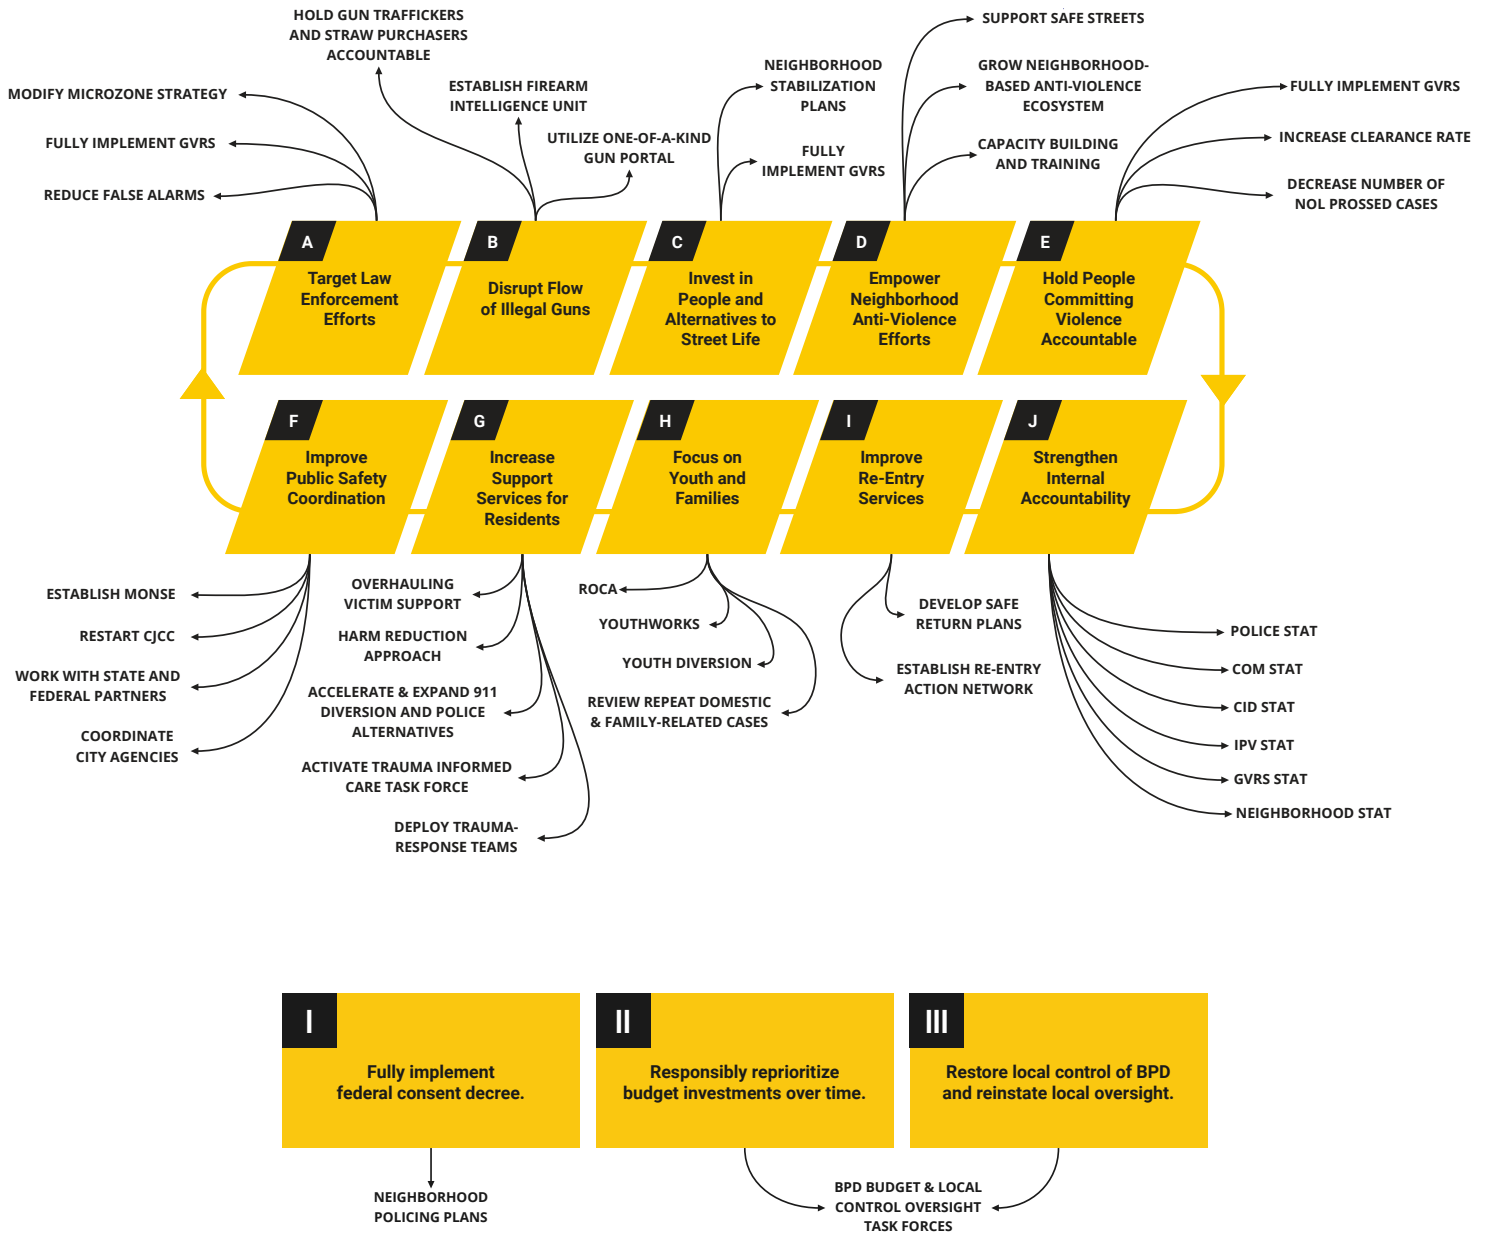 HOLD GUN TRAFFICKERS
AND STRAW PURCHASERS
ACCOUNTABLE
MODIFY MICROZONE STRATEGY
FULLY IMPLEMENT GVRS
REDUCE FALSE ALARMS
ESTABLISH FIREARM
INTELLIGENCE UNIT
UTILIZE ONE-OF-A-KIND
GUN PORTAL
NEIGHBORHOOD
STABILIZATION
PLANS
FULLY
IMPLEMENT GVRS
SUPPORT SAFE STREETS
GROW NEIGHBORHOOD-
BASED ANTI-VIOLENCE
ECOSYSTEM
CAPACITY BUILDING
AND TRAINING
FULLY IMPLEMENT GVRS
INCREASE CLEARANCE RATE
DECREASE NUMBER OF
NOL PROSSED CASES
A
Target Law
Enforcement
Efforts
B
Disrupt Flow
of Illegal Guns
C
Invest in
People and
Alternatives to
Street Life
D
Empower
Neighborhood
Anti-Violence
Efforts
E
Hold People
Committing
Violence
Accountable
F
Improve
Public Safety
Coordination
G
Increase
Support
Services for
Residents
H
Focus on
Youth and
Families
I
Improve
Re-Entry
Services
J
Strengthen
Internal
Accountability
ESTABLISH MONSE
RESTART CJCC
WORK WITH STATE AND
FEDERAL PARTNERS
COORDINATE
CITY AGENCIES
OVERHAULING
VICTIM SUPPORT
HARM REDUCTION
APPROACH
ACCELERATE & EXPAND 911
DIVERSION AND POLICE
ALTERNATIVES
ACTIVATE TRAUMA INFORMED
CARE TASK FORCE
DEPLOY TRAUMA-
RESPONSE TEAMS
ROCA
YOUTHWORKS
YOUTH DIVERSION
REVIEW REPEAT DOMESTIC
& FAMILY-RELATED CASES
DEVELOP SAFE
RETURN PLANS
ESTABLISH RE-ENTRY
ACTION NETWORK
POLICE STAT
COM STAT
CID STAT
IPV STAT
GVRS STAT
NEIGHBORHOOD STAT
I
Fully implement
federal consent decree.
II
Responsibly reprioritize
budget investments over time.
III
Restore local control of BPD
and reinstate local oversight.
NEIGHBORHOOD
POLICING PLANS
BPD BUDGET & LOCAL
CONTROL OVERSIGHT
TASK FORCES